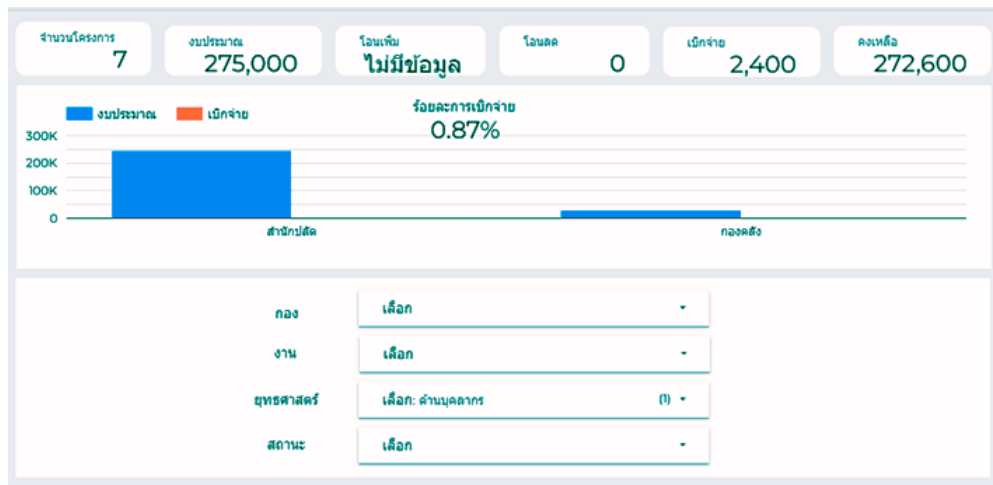 จำนวนโครงการ
7
งบประมาณ
275,000
โอนเพิ่ม
ไม่มีข้อมูล
โอนลด
0
เบิกจ่าย
2,400
คงเหลือ
272,600
งบประมาณ
เบิกจ่าย
ร้อยละการเบิกจ่าย
0.87%
300K
200K
100K
0
สำนักปลัด
กองคลัง
กอง
เลือก
งาน
เลือก
ยุทธศาสตร์
เลือก: ด้านบุคลากร (1)
สถานะ
เลือก